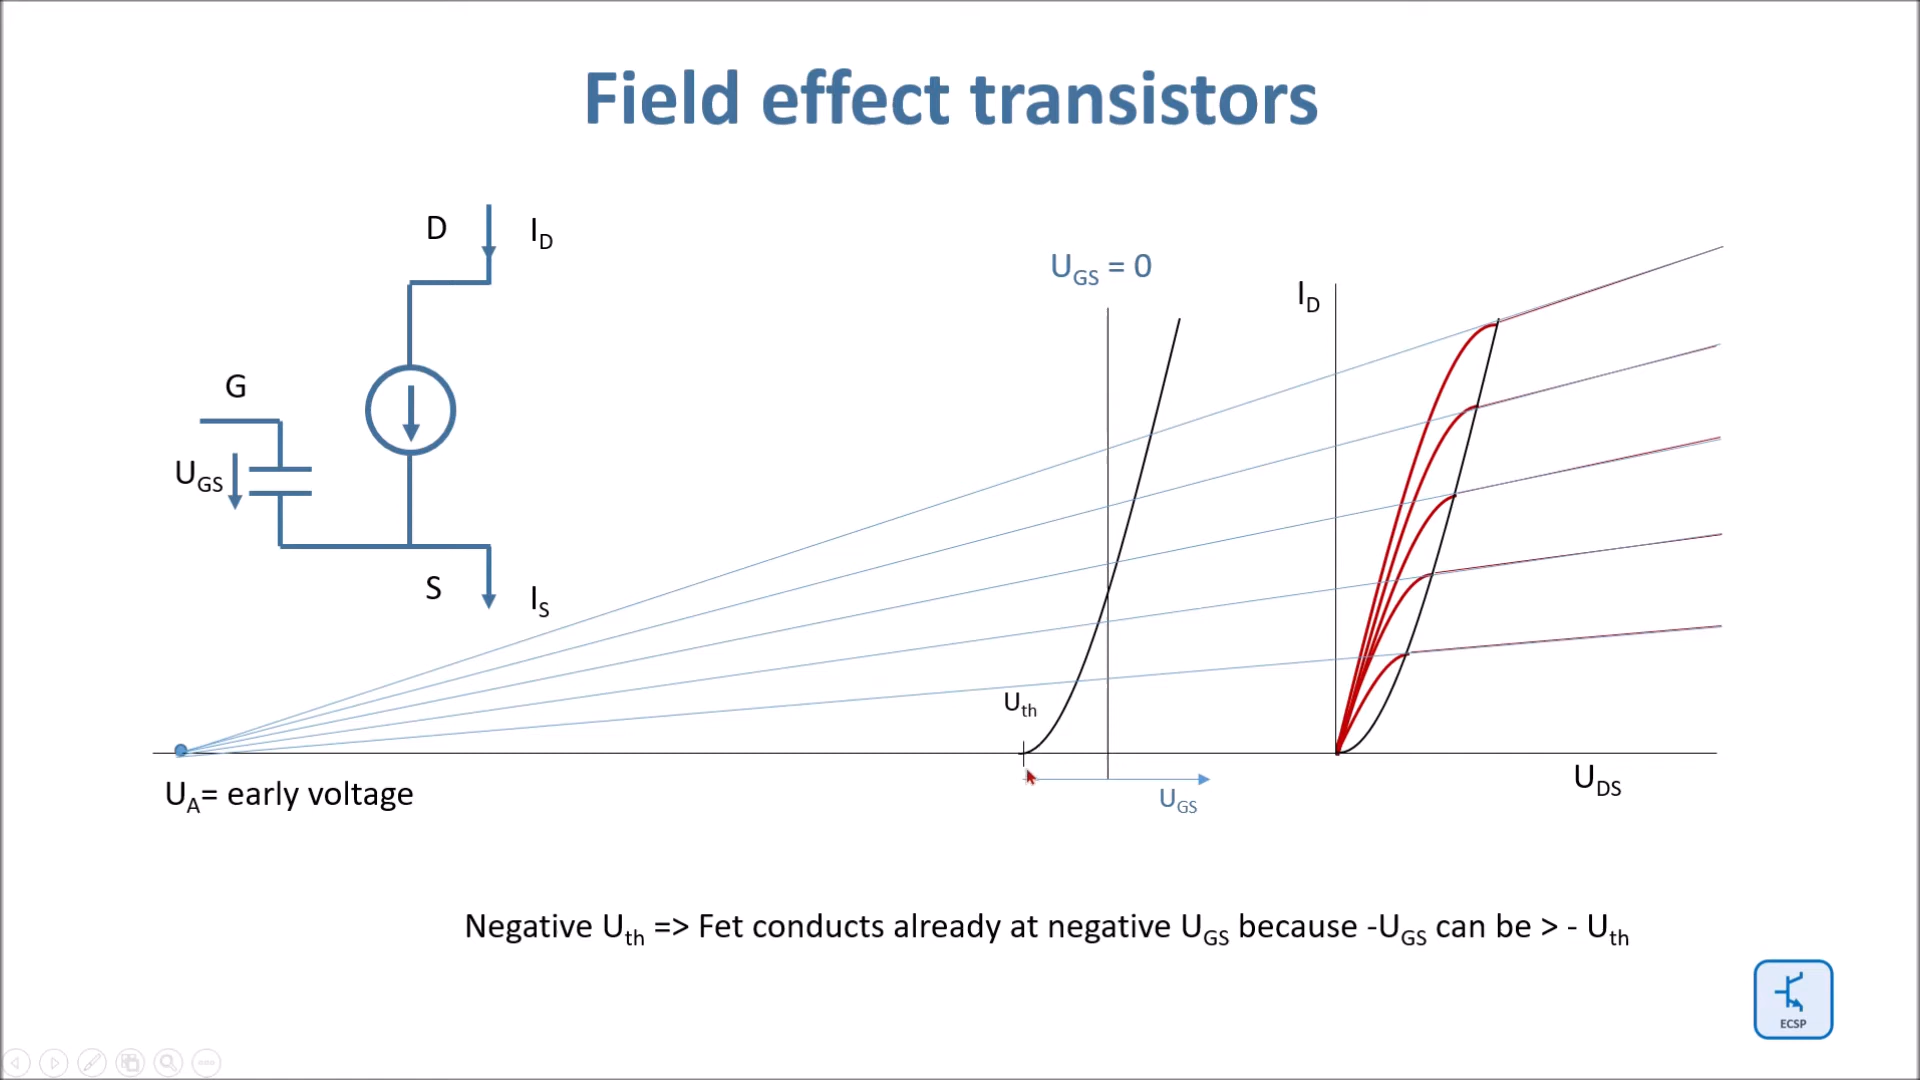 Field effect transistors
D
I_D
G
U_GS
S
I_S
U_GS = 0
I_D
U_th
U_A= early voltage
U_GS
U_DS
Negative U_th => Fet conducts already at negative U_GS because -U_GS can be > - U_th
ECSP